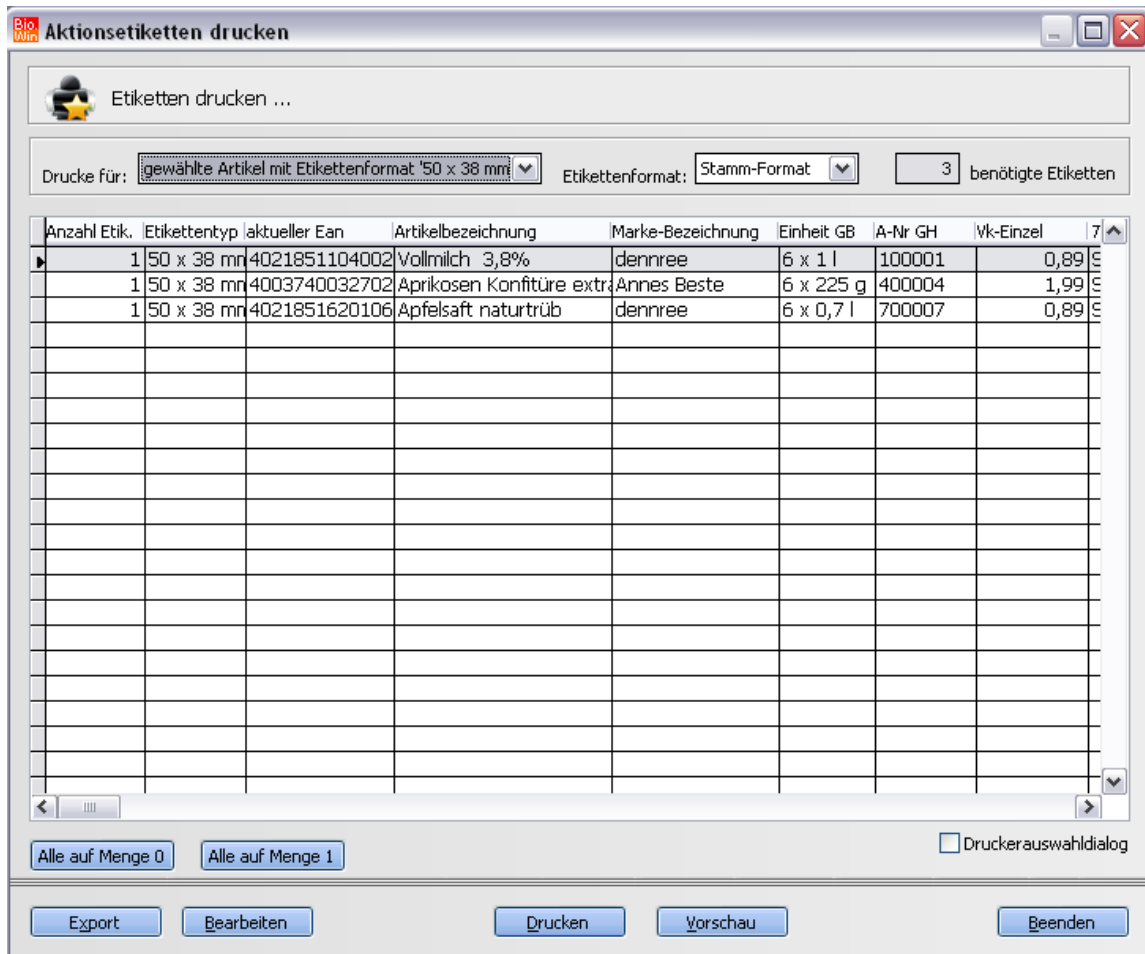 Bio. Win Aktionsetiketten drucken
Etiketten drucken ...
Drucke für: gewählte Artikel mit Etikettenformat '50 x 38 mm Etikettenformat: Stamm-Format 3 benötigte Etiketten
Anzahl Etik. Etikettentyp aktueller Ean Artikelbezeichnung Marke-Bezeichnung Einheit GB A-Nr GH Vk-Einzel 7
1 50 x 38 mm 4021851104002 Vollmilch 3,8% dennree 6 x 1 l 100001 0,89 S
1 50 x 38 mm 4003740032702 Aprikosen Konfitüre extra Annes Beste 6 x 225 g 400004 1,99 S
1 50 x 38 mm 4021851620106 Apfelsaft naturtrüb dennree 6 x 0,7 l 700007 0,89 S
Alle auf Menge 0 Alle auf Menge 1 Druckerauswahldialog
Export Bearbeiten Drucken Vorschau Beenden